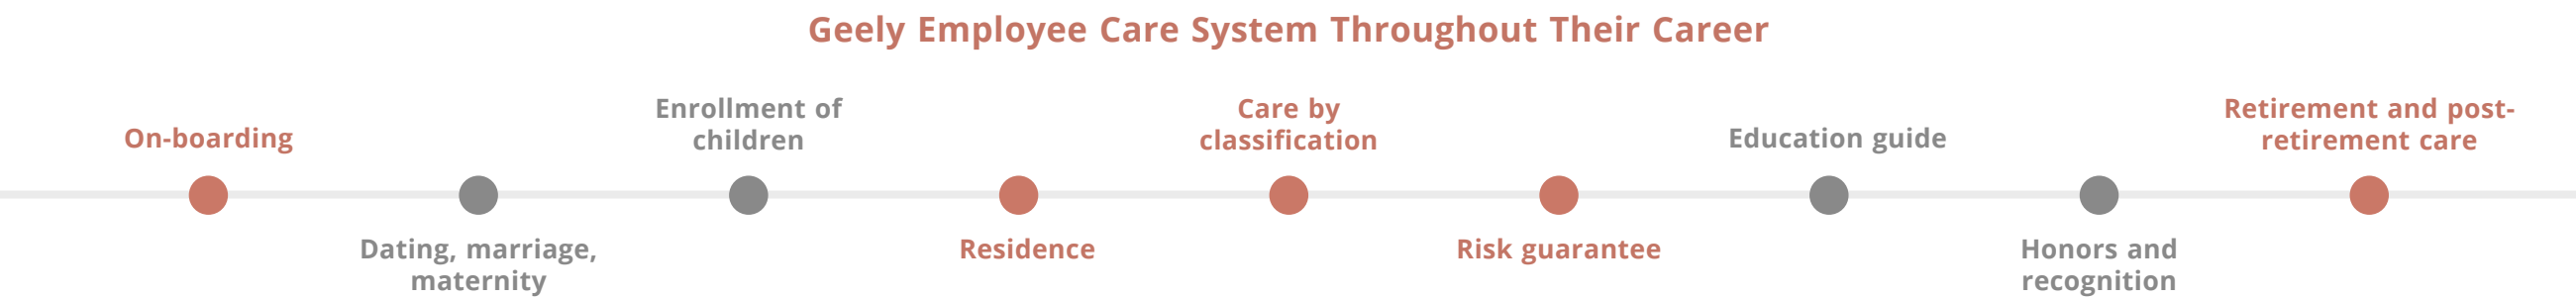 Geely Employee Care System Throughout Their Career
On-boarding
Dating, marriage,
maternity
Enrollment of
children
Residence
Care by
classification
Risk guarantee
Education guide
Honors and
recognition
Retirement and post-
retirement care